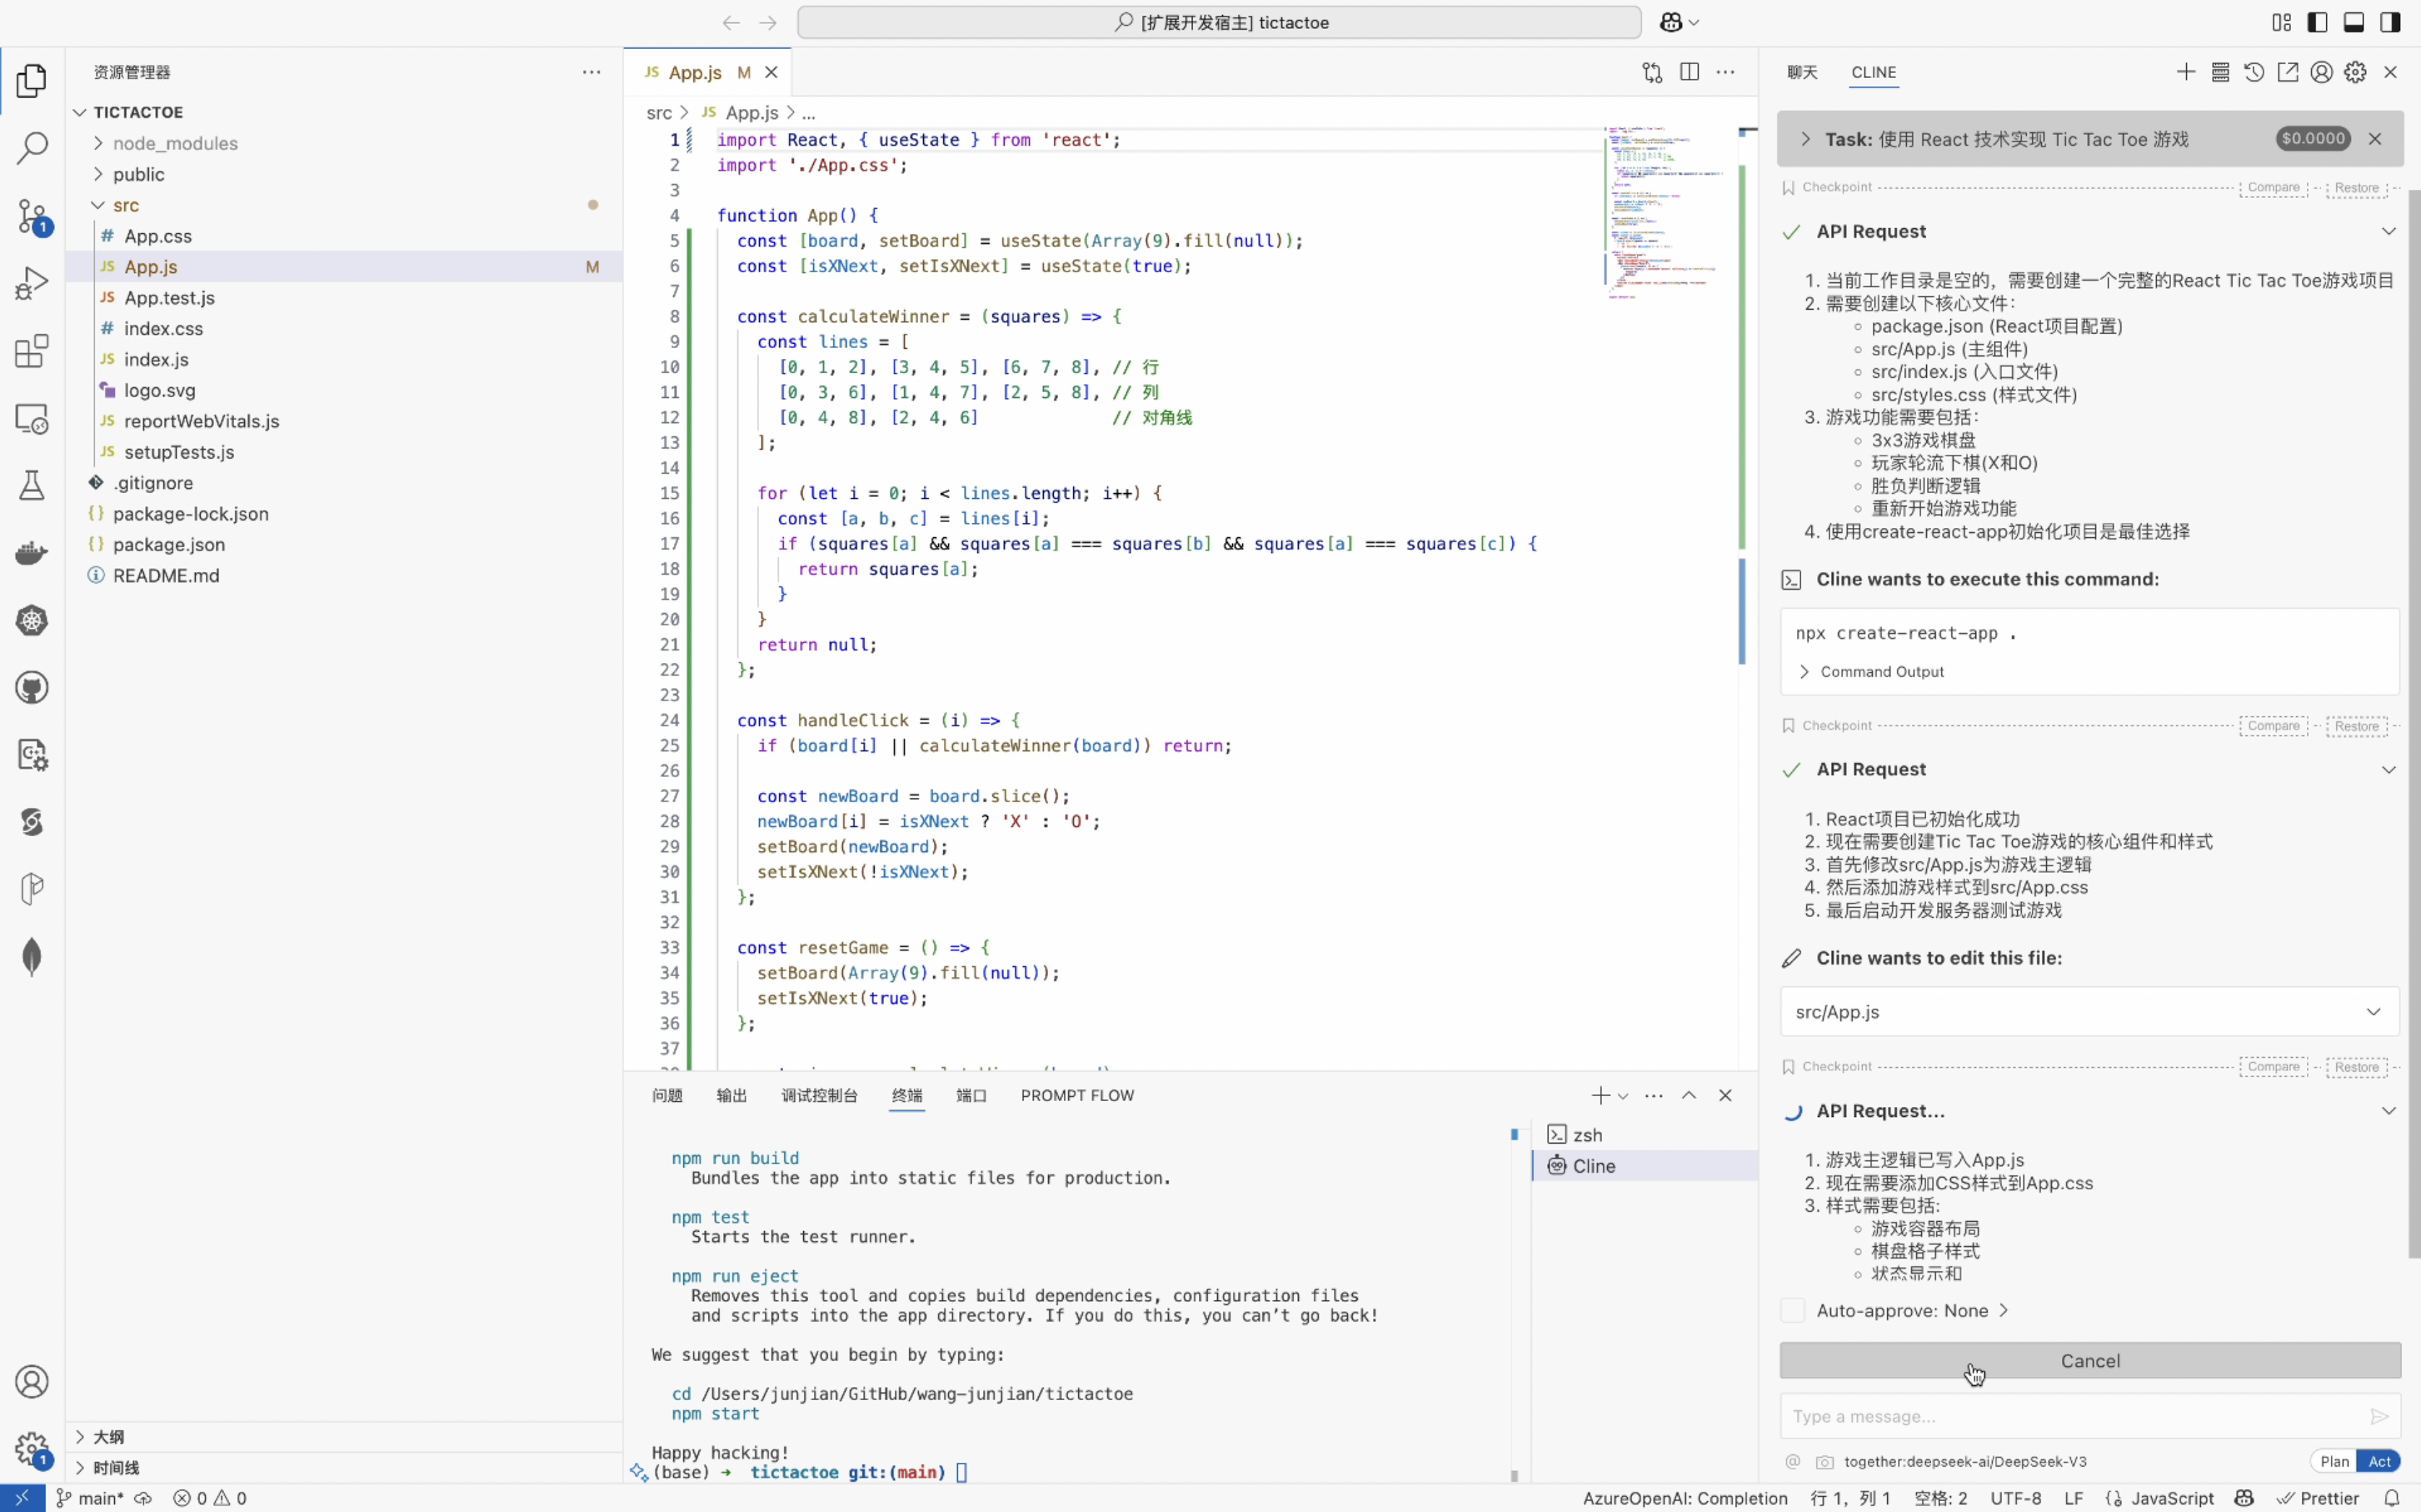 [扩展开发宿主] tictactoe
资源管理器
TICTACTOE
node_modules
public
src
# App.css
JS App.js M
JS App.test.js
# index.css
JS index.js
logo.svg
JS reportWebVitals.js
JS setupTests.js
.gitignore
{} package-lock.json
{} package.json
README.md
大纲
时间线
JS App.js M
src > JS App.js > ...
1 import React, { useState } from 'react';
2 import './App.css';
3
4 function App() {
5 const [board, setBoard] = useState(Array(9).fill(null));
6 const [isXNext, setIsXNext] = useState(true);
7
8 const calculateWinner = (squares) => {
9 const lines = [
10 [0, 1, 2], [3, 4, 5], [6, 7, 8], // 行
11 [0, 3, 6], [1, 4, 7], [2, 5, 8], // 列
12 [0, 4, 8], [2, 4, 6] // 对角线
13 ];
14
15 for (let i = 0; i < lines.length; i++) {
16 const [a, b, c] = lines[i];
17 if (squares[a] && squares[a] === squares[b] && squares[a] === squares[c]) {
18 return squares[a];
19 }
20 }
21 return null;
22 };
23
24 const handleClick = (i) => {
25 if (board[i] || calculateWinner(board)) return;
26
27 const newBoard = board.slice();
28 newBoard[i] = isXNext ? 'X' : 'O';
29 setBoard(newBoard);
30 setIsXNext(!isXNext);
31 };
32
33 const resetGame = () => {
34 setBoard(Array(9).fill(null));
35 setIsXNext(true);
36 };
37
问题 输出 调试控制台 终端 端口 PROMPT FLOW
npm run build
Bundles the app into static files for production.
npm test
Starts the test runner.
npm run eject
Removes this tool and copies build dependencies, configuration files
and scripts into the app directory. If you do this, you can't go back!
We suggest that you begin by typing:
cd /Users/junjian/GitHub/wang-junjian/tictactoe
npm start
Happy hacking!
(base) → tictactoe git:(main)
zsh
Cline
聊天 CLINE
Task: 使用 React 技术实现 Tic Tac Toe 游戏 $0.0000
Checkpoint Compare Restore
API Request
1. 当前工作目录是空的，需要创建一个完整的React Tic Tac Toe游戏项目
2. 需要创建以下核心文件：
package.json (React项目配置)
src/App.js (主组件)
src/index.js (入口文件)
src/styles.css (样式文件)
3. 游戏功能需要包括：
3x3游戏棋盘
玩家轮流下棋(X和O)
胜负判断逻辑
重新开始游戏功能
4. 使用create-react-app初始化项目是最佳选择
Cline wants to execute this command:
npx create-react-app .
Command Output
Checkpoint Compare Restore
API Request
1. React项目已初始化成功
2. 现在需要创建Tic Tac Toe游戏的核心组件和样式
3. 首先修改src/App.js为游戏主逻辑
4. 然后添加游戏样式到src/App.css
5. 最后启动开发服务器测试游戏
Cline wants to edit this file:
src/App.js
Checkpoint Compare Restore
API Request...
1. 游戏主逻辑已写入App.js
2. 现在需要添加CSS样式到App.css
3. 样式需要包括:
游戏容器布局
棋盘格子样式
状态显示和
Auto-approve: None
Cancel
Type a message...
@ together:deepseek-ai/DeepSeek-V3 Plan Act
main* 0 0 AzureOpenAI: Completion 行 1，列 1 空格: 2 UTF-8 LF {} JavaScript Prettier
1
1